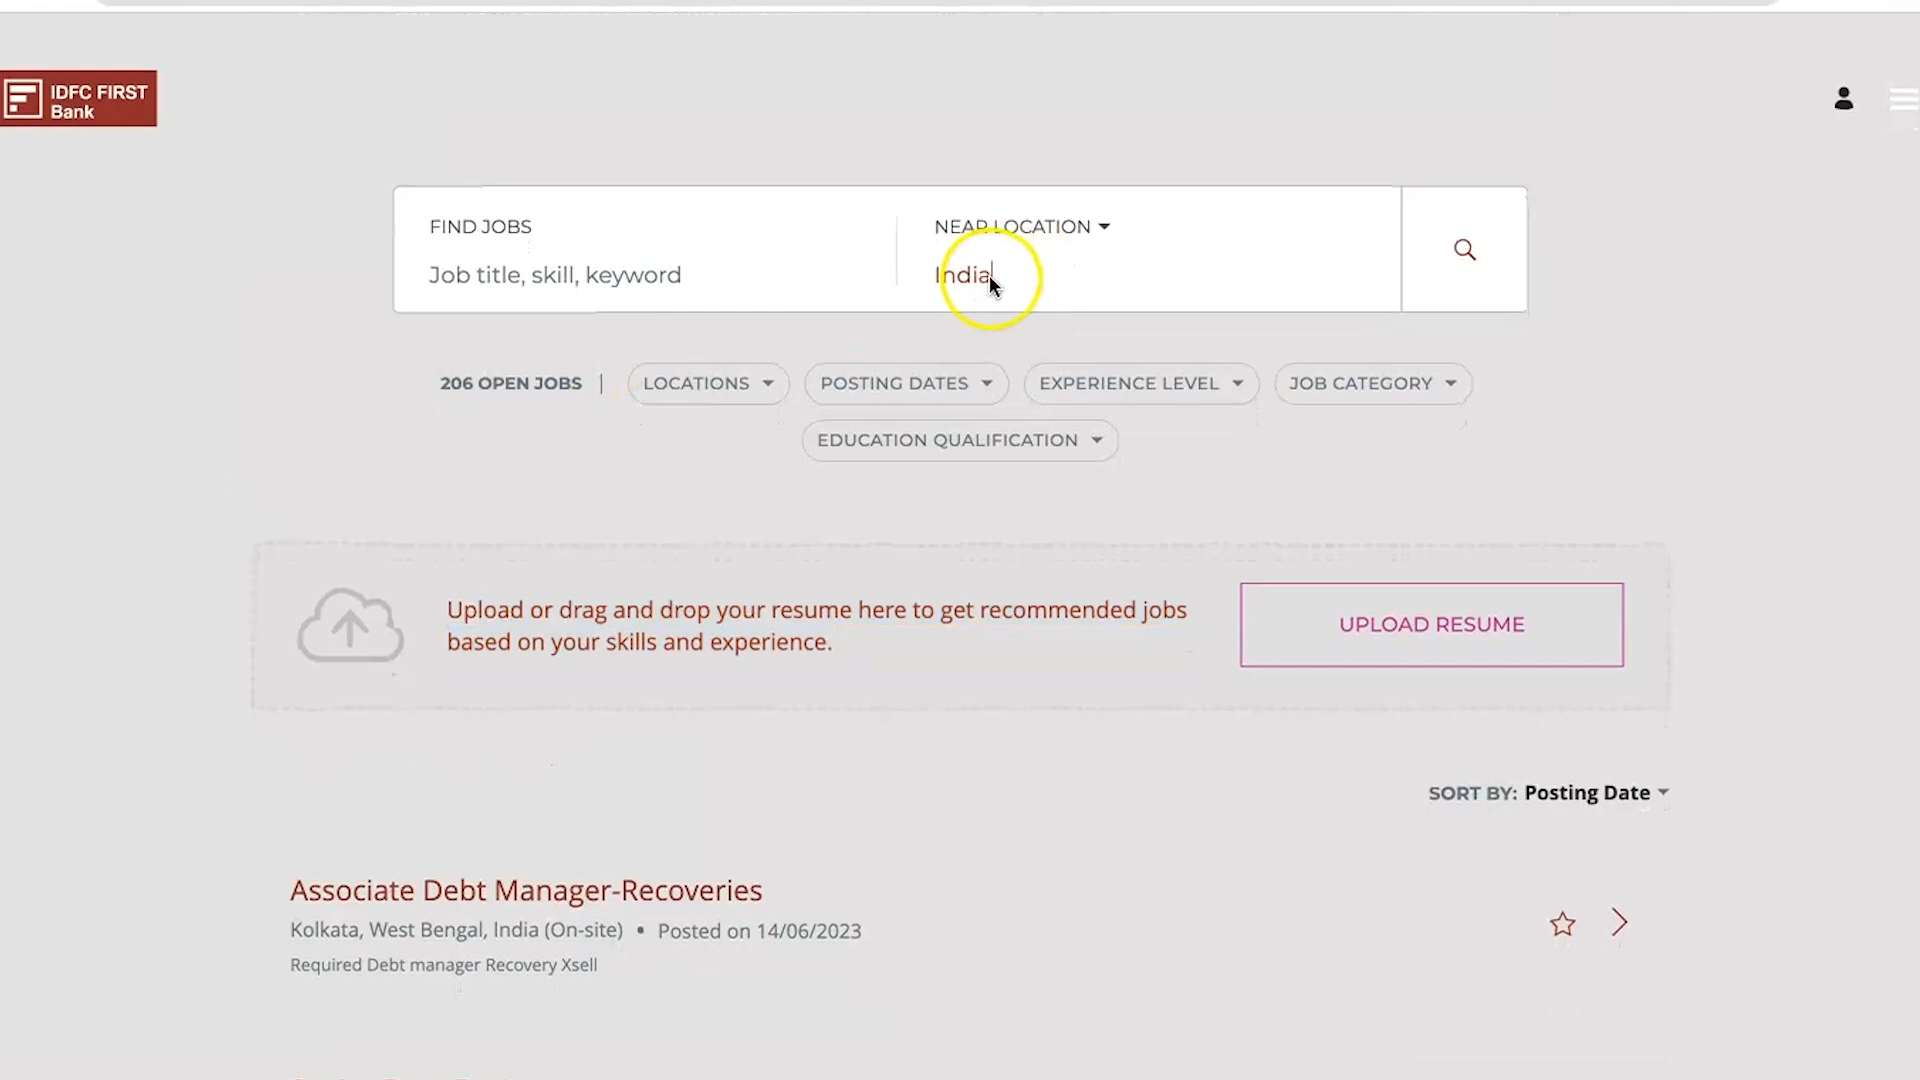 IDFC FIRST
Bank
FIND JOBS
Job title, skill, keyword
NEAR LOCATION
India
206 OPEN JOBS
LOCATIONS
POSTING DATES
EXPERIENCE LEVEL
JOB CATEGORY
EDUCATION QUALIFICATION
Upload or drag and drop your resume here to get recommended jobs
based on your skills and experience.
UPLOAD RESUME
SORT BY: Posting Date
Associate Debt Manager-Recoveries
Kolkata, West Bengal, India (On-site) • Posted on 14/06/2023
Required Debt manager Recovery Xsell